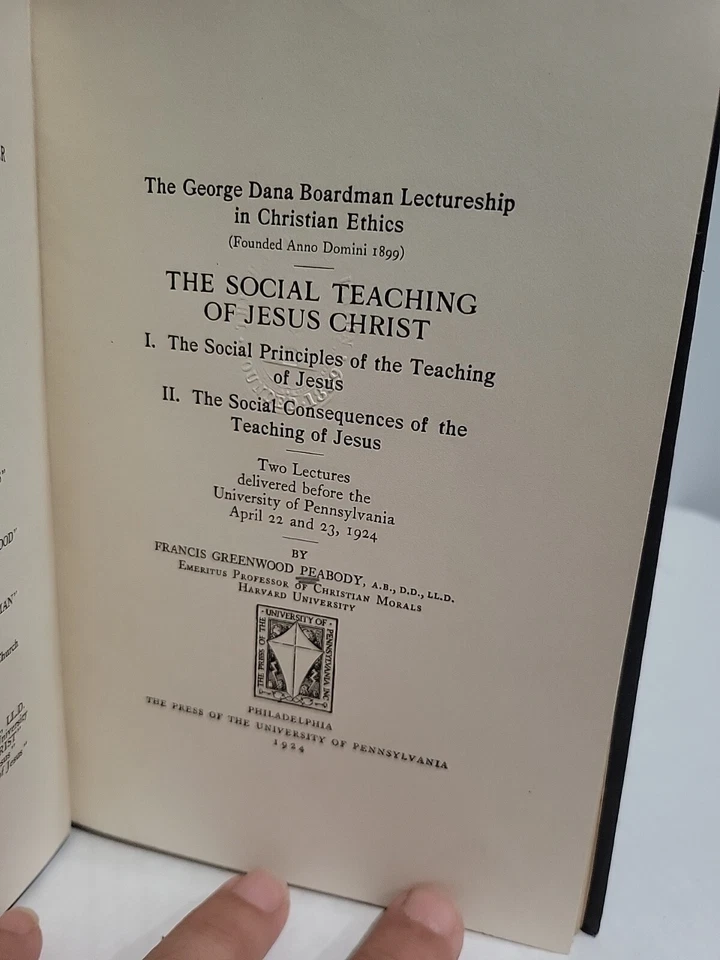 The George Dana Boardman Lectureship
in Christian Ethics
(Founded Anno Domini 1899)
THE SOCIAL TEACHING
OF JESUS CHRIST
I. The Social Principles of the Teaching
of Jesus
II. The Social Consequences of the
Teaching of Jesus
Two Lectures
delivered before the
University of Pennsylvania
April 22 and 23, 1924
BY
FRANCIS GREENWOOD PEABODY, A.B., D.D., LL.D.
EMERITUS PROFESSOR OF CHRISTIAN MORALS
HARVARD UNIVERSITY
THE PRESS OF THE UNIVERSITY OF PENNSYLVANIA INC
PHILADELPHIA
THE PRESS OF THE UNIVERSITY OF PENNSYLVANIA
1924